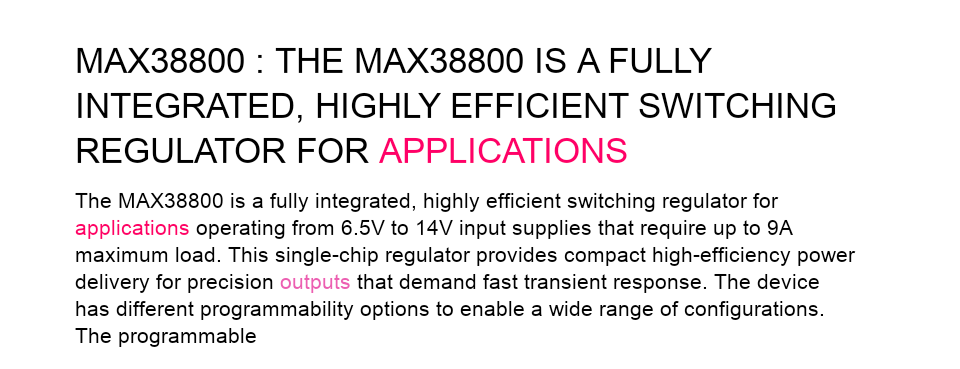 MAX38800 : THE MAX38800 IS A FULLY
INTEGRATED, HIGHLY EFFICIENT SWITCHING
REGULATOR FOR APPLICATIONS
The MAX38800 is a fully integrated, highly efficient switching regulator for
applications operating from 6.5V to 14V input supplies that require up to 9A
maximum load. This single-chip regulator provides compact high-efficiency power
delivery for precision outputs that demand fast transient response. The device
has different programmability options to enable a wide range of configurations.
The programmable